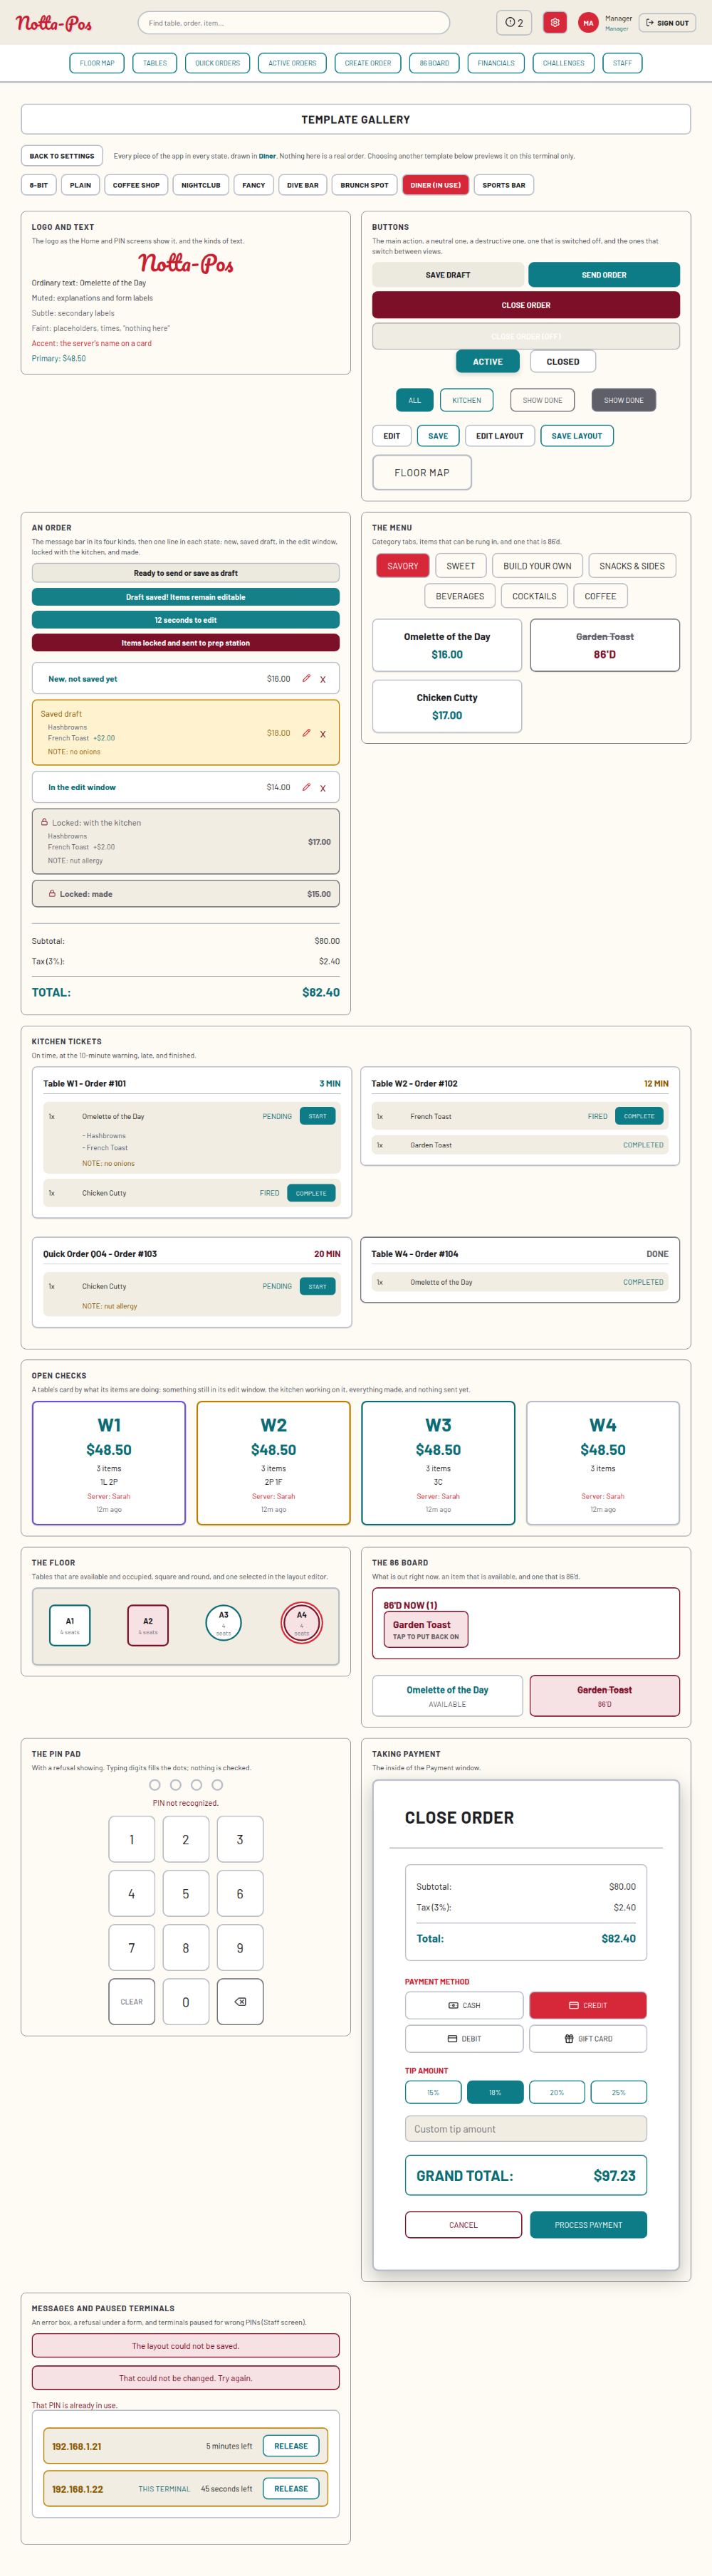 Notta-Pos
Find table, order, item...
2
MA
Manager
Manager
SIGN OUT
FLOOR MAP
TABLES
QUICK ORDERS
ACTIVE ORDERS
CREATE ORDER
86 BOARD
FINANCIALS
CHALLENGES
STAFF
TEMPLATE GALLERY
BACK TO SETTINGS
Every piece of the app in every state, drawn in Diner. Nothing here is a real order. Choosing another template below previews it on this terminal only.
8-BIT
PLAIN
COFFEE SHOP
NIGHTCLUB
FANCY
DIVE BAR
BRUNCH SPOT
DINER (IN USE)
SPORTS BAR
LOGO AND TEXT
The logo as the Home and PIN screens show it, and the kinds of text.
Notta-Pos
Ordinary text: Omelette of the Day
Muted: explanations and form labels
Subtle: secondary labels
Faint: placeholders, times, "nothing here"
Accent: the server's name on a card
Primary: $48.50
BUTTONS
The main action, a neutral one, a destructive one, one that is switched off, and the ones that
switch between views.
SAVE DRAFT
SEND ORDER
CLOSE ORDER
CLOSE ORDER (OFF)
ACTIVE
CLOSED
ALL
KITCHEN
SHOW DONE
SHOW DONE
EDIT
SAVE
EDIT LAYOUT
SAVE LAYOUT
FLOOR MAP
AN ORDER
The message bar in its four kinds, then one line in each state: new, saved draft, in the edit window,
locked with the kitchen, and made.
Ready to send or save as draft
Draft saved! Items remain editable
12 seconds to edit
Items locked and sent to prep station
New, not saved yet
$16.00
X
Saved draft
Hashbrowns
French Toast +$2.00
NOTE: no onions
$18.00
X
In the edit window
$14.00
X
Locked: with the kitchen
Hashbrowns
French Toast +$2.00
NOTE: nut allergy
$17.00
Locked: made
$15.00
Subtotal:
$80.00
Tax (3%):
$2.40
TOTAL:
$82.40
THE MENU
Category tabs, items that can be rung in, and one that is 86'd.
SAVORY
SWEET
BUILD YOUR OWN
SNACKS & SIDES
BEVERAGES
COCKTAILS
COFFEE
Omelette of the Day
$16.00
Garden Toast
86'D
Chicken Cutty
$17.00
KITCHEN TICKETS
On time, at the 10-minute warning, late, and finished.
Table W1 - Order #101
3 MIN
1x
Omelette of the Day
PENDING
START
- Hashbrowns
- French Toast
NOTE: no onions
1x
Chicken Cutty
FIRED
COMPLETE
Table W2 - Order #102
12 MIN
1x
French Toast
FIRED
COMPLETE
1x
Garden Toast
COMPLETED
Quick Order Q04 - Order #103
20 MIN
1x
Chicken Cutty
PENDING
START
NOTE: nut allergy
Table W4 - Order #104
DONE
1x
Omelette of the Day
COMPLETED
OPEN CHECKS
A table's card by what its items are doing: something still in its edit window, the kitchen working on it, everything made, and nothing sent yet.
W1
$48.50
3 items
1L 2P
Server: Sarah
12m ago
W2
$48.50
3 items
2P 1F
Server: Sarah
12m ago
W3
$48.50
3 items
3C
Server: Sarah
12m ago
W4
$48.50
3 items
Server: Sarah
12m ago
THE FLOOR
Tables that are available and occupied, square and round, and one selected in the layout editor.
A1
4 seats
A2
4 seats
A3
4
seats
A4
4
seats
THE 86 BOARD
What is out right now, an item that is available, and one that is 86'd.
86'D NOW (1)
Garden Toast
TAP TO PUT BACK ON
Omelette of the Day
AVAILABLE
Garden Toast
86'D
THE PIN PAD
With a refusal showing. Typing digits fills the dots; nothing is checked.
PIN not recognized.
1
2
3
4
5
6
7
8
9
CLEAR
0
TAKING PAYMENT
The inside of the Payment window.
CLOSE ORDER
Subtotal:
$80.00
Tax (3%):
$2.40
Total:
$82.40
PAYMENT METHOD
CASH
CREDIT
DEBIT
GIFT CARD
TIP AMOUNT
15%
18%
20%
25%
Custom tip amount
GRAND TOTAL:
$97.23
CANCEL
PROCESS PAYMENT
MESSAGES AND PAUSED TERMINALS
An error box, a refusal under a form, and terminals paused for wrong PINs (Staff screen).
The layout could not be saved.
That could not be changed. Try again.
That PIN is already in use.
192.168.1.21
5 minutes left
RELEASE
192.168.1.22
THIS TERMINAL
45 seconds left
RELEASE